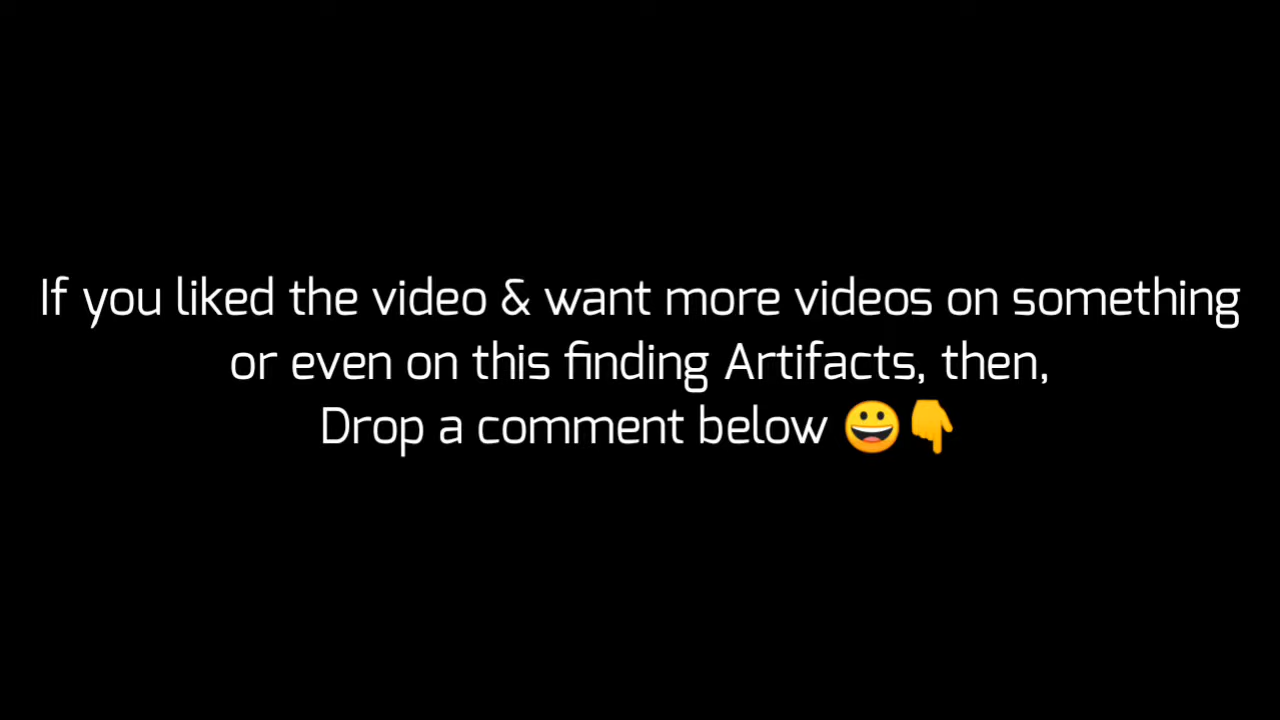 If you liked the video & want more videos on something
or even on this finding Artifacts, then,
Drop a comment below 😀👇